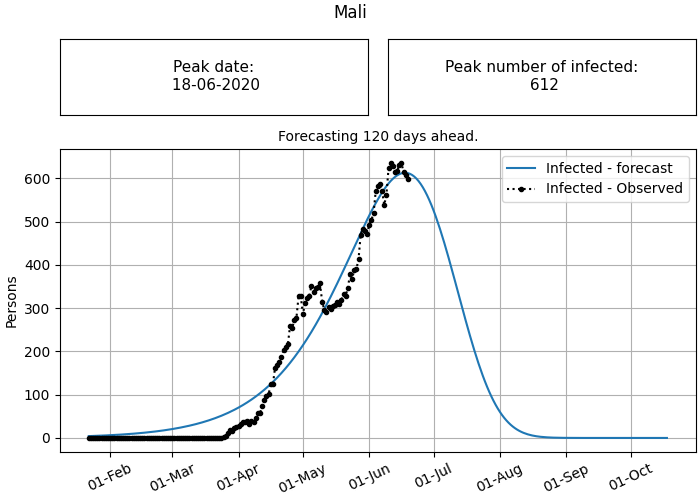 Mali
Peak date:
18-06-2020
Peak number of infected:
612
Forecasting 120 days ahead.
Infected - forecast
Infected - Observed
Persons
600
500
400
300
200
100
0
01-Feb
01-Mar
01-Apr
01-May
01-Jun
01-Jul
01-Aug
01-Sep
01-Oct